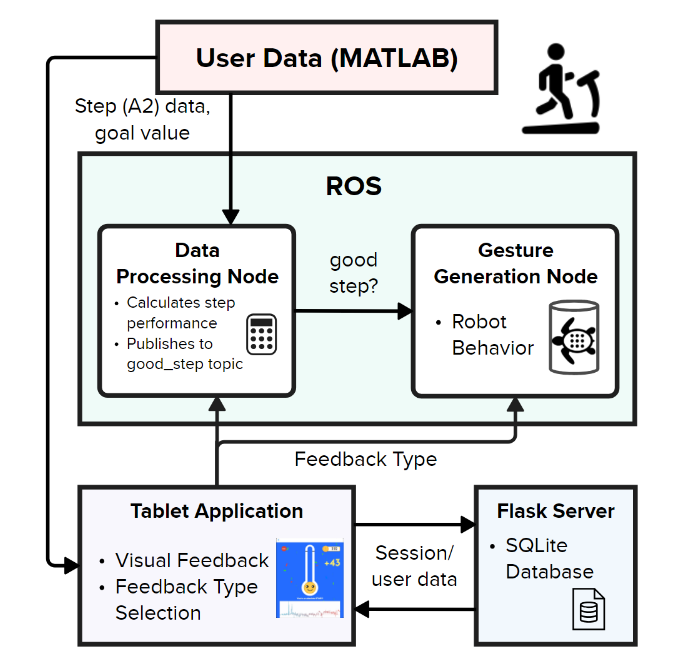 User Data (MATLAB)
Step (A2) data,
goal value
ROS
Data
Processing Node
• Calculates step
performance
• Publishes to
good_step topic
good
step?
Gesture
Generation Node
• Robot
Behavior
Feedback Type
Tablet Application
• Visual Feedback
• Feedback Type
Selection
+43
Session/
user data
Flask Server
• SQLite
Database